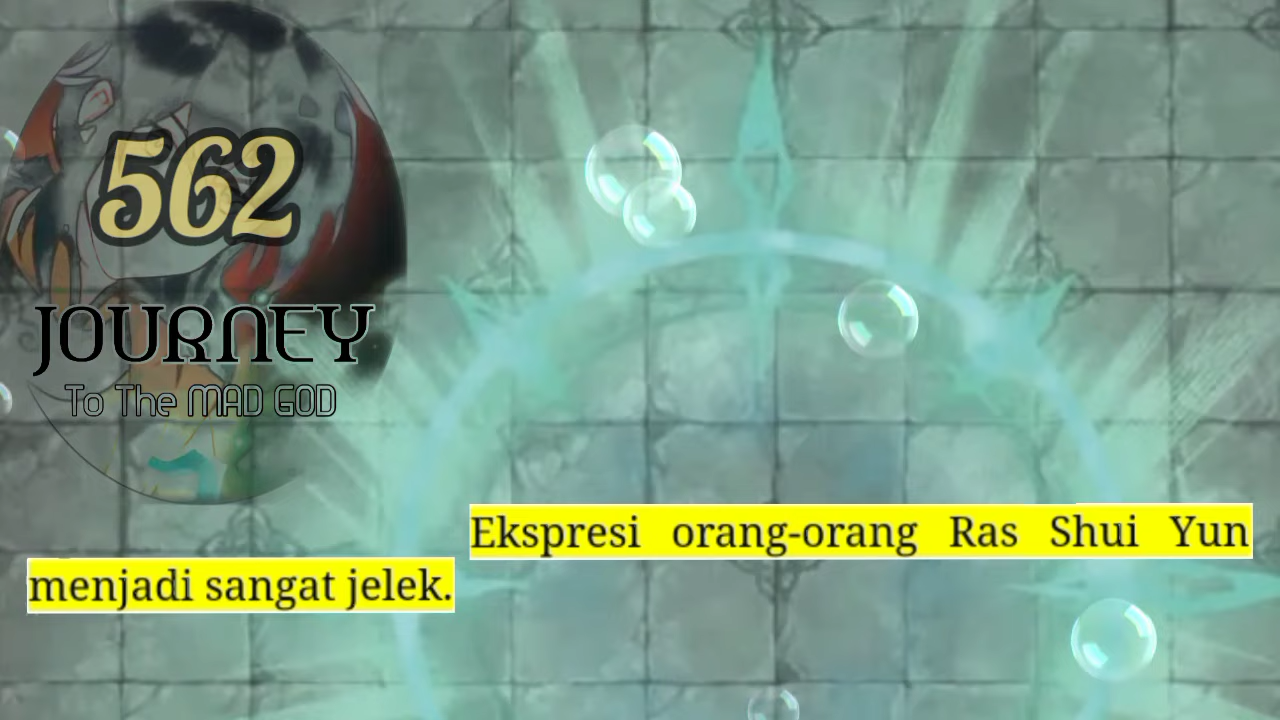 562
JOURNEY
To The MAD GOD
Ekspresi orang-orang Ras Shui Yun
menjadi sangat jelek.